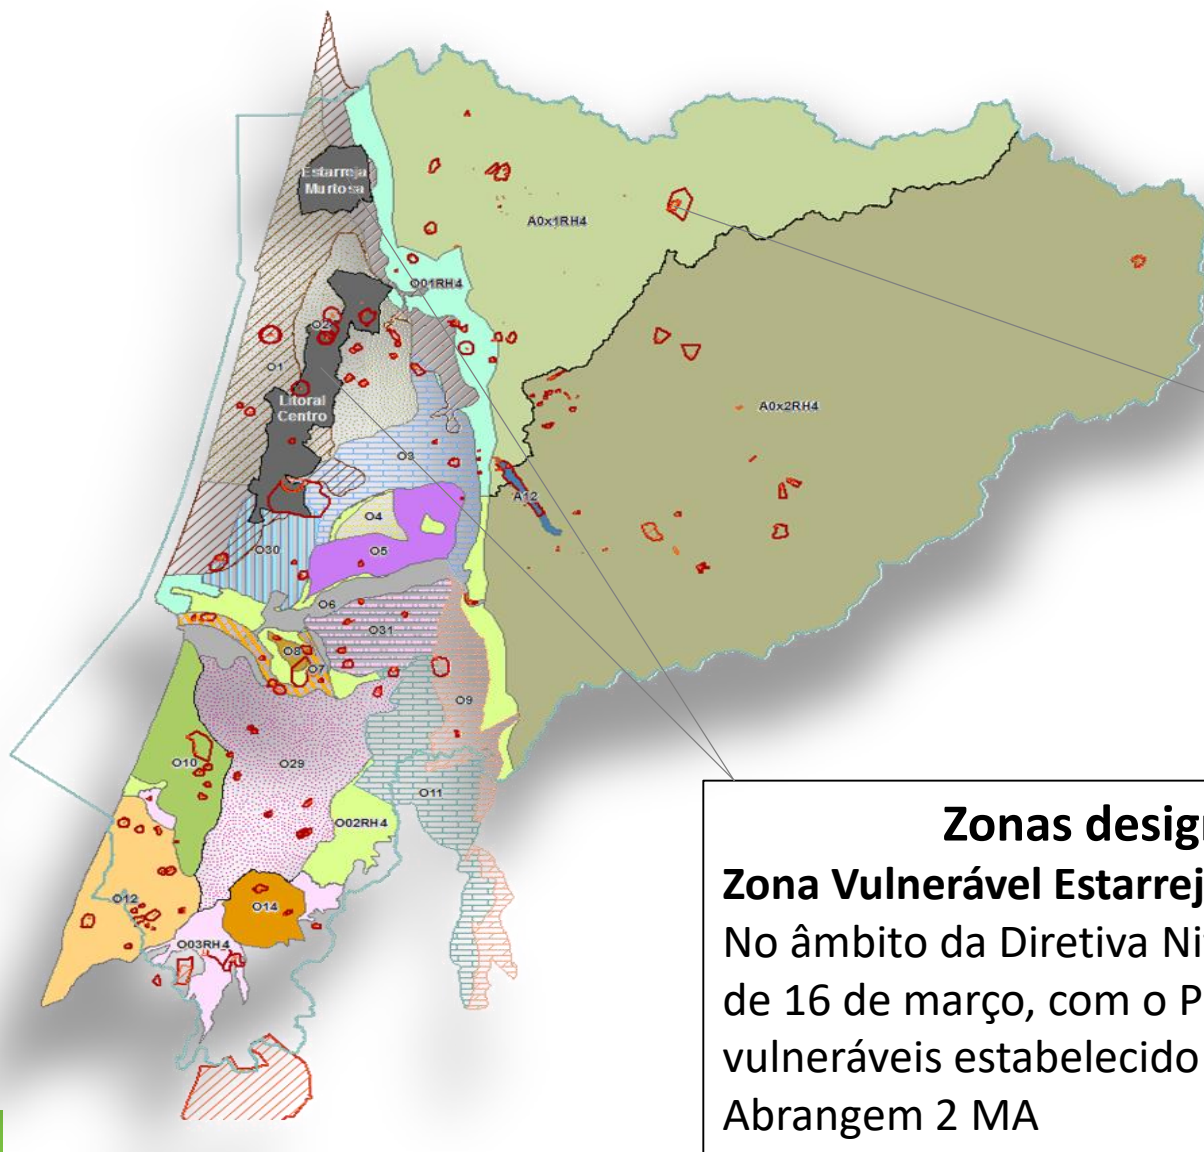 Estarreja
Murtosa
A0x1RH4
O01RH4
O2
O1
Litoral
Centro
A0x2RH4
O3
A12
O4
O30
O5
O6
O31
O8
O7
O9
O10
O29
O11
O02RH4
O12
O14
O03RH4
Zonas desig
Zona Vulnerável Estarrej
No âmbito da Diretiva Ni
de 16 de março, com o P
vulneráveis estabelecido
Abrangem 2 MA